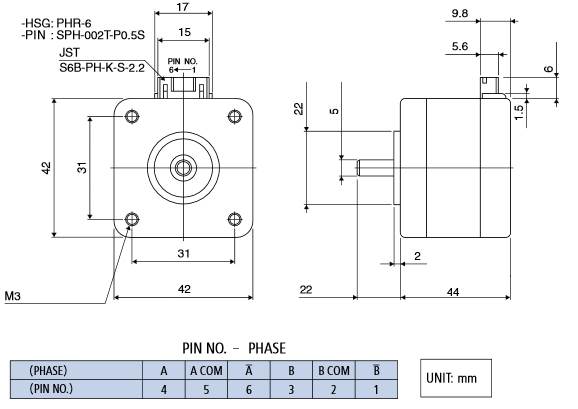 -HSG: PHR-6
-PIN : SPH-002T-P0.5S
JST
S6B-PH-K-S-2.2
17
15
PIN NO.
6←1
9.8
5.6
6
1.5
42
31
22
5
31
42
M3
2
22
44
PIN NO. – PHASE
(PHASE) A A COM A̅ B B COM B̅
(PIN NO.) 4 5 6 3 2 1
UNIT: mm